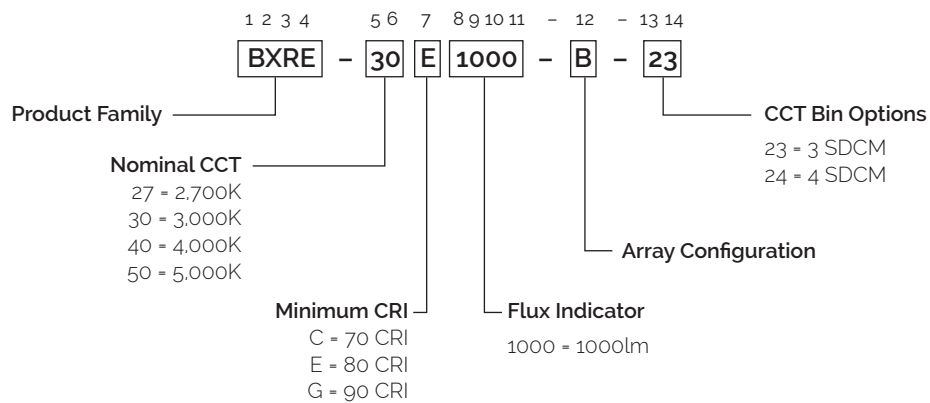 1 2 3 4 5 6 7 8 9 10 11 – 12 – 13 14
BXRE – 30 E 1000 – B – 23
Product Family
CCT Bin Options
23 = 3 SDCM
24 = 4 SDCM
Nominal CCT
27 = 2,700K
30 = 3,000K
40 = 4,000K
50 = 5,000K
Array Configuration
Minimum CRI
C = 70 CRI
E = 80 CRI
G = 90 CRI
Flux Indicator
1000 = 1000lm